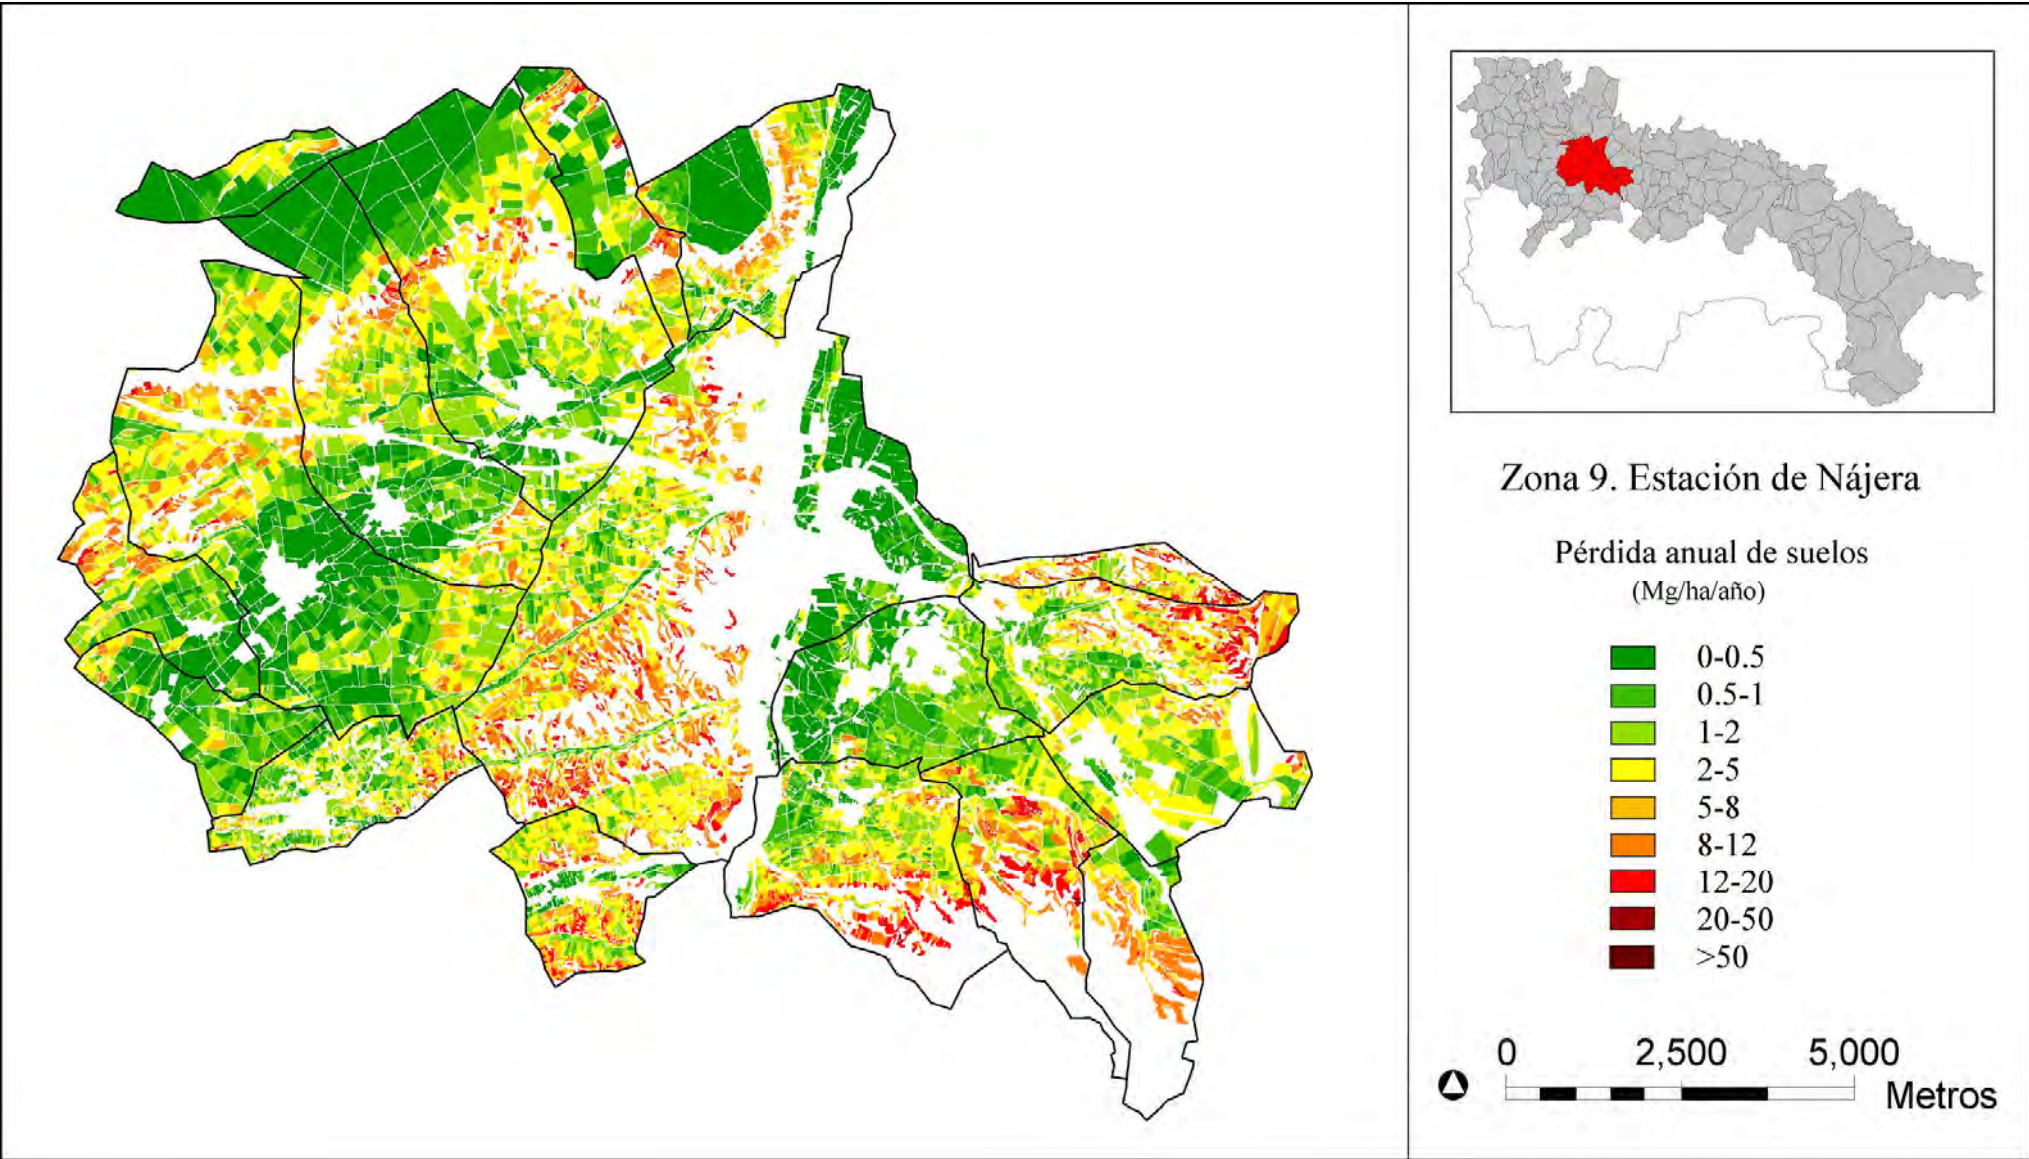 Zona 9. Estación de Nájera
Pérdida anual de suelos
(Mg/ha/año)
0-0.5
0.5-1
1-2
2-5
5-8
8-12
12-20
20-50
>50
0 2,500 5,000
Metros